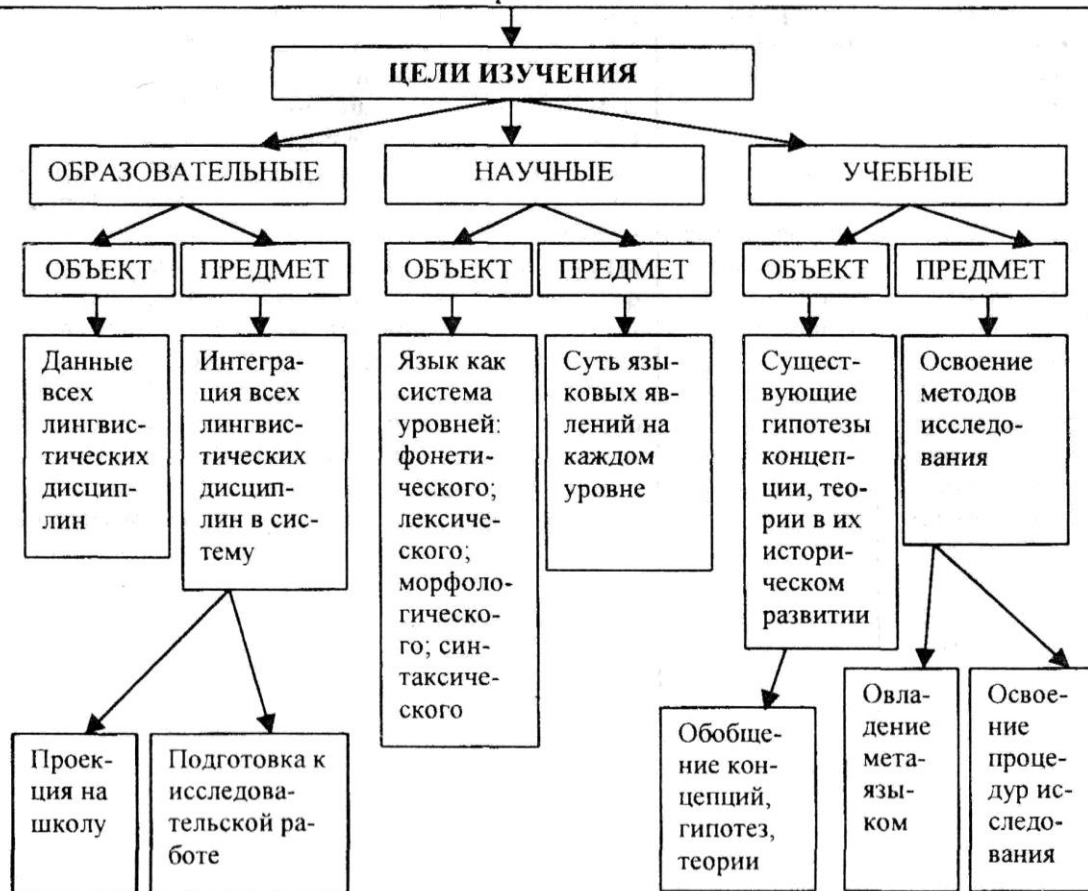 ЦЕЛИ ИЗУЧЕНИЯ
ОБРАЗОВАТЕЛЬНЫЕ
НАУЧНЫЕ
УЧЕБНЫЕ
ОБЪЕКТ
ПРЕДМЕТ
ОБЪЕКТ
ПРЕДМЕТ
ОБЪЕКТ
ПРЕДМЕТ
Данные
всех
лингвис-
тических
дисцип-
лин
Интегра-
ция всех
лингвис-
тических
дисцип-
лин в сис-
тему
Язык как
система
уровней:
фонети-
ческого;
лексиче-
ского;
морфоло-
гическо-
го; син-
таксиче-
ского
Суть язы-
ковых яв-
лений на
каждом
уровне
Сущест-
вующие
гипотезы
концеп-
ции, тео-
рии в их
истори-
ческом
развитии
Освоение
методов
исследо-
вания
Проек-
ция на
школу
Подготовка к
исследова-
тельской ра-
боте
Обобще-
ние кон-
цепций,
гипотез,
теории
Овла-
дение
мета-
язы-
ком
Освое-
ние
проце-
дур ис-
следо-
вания